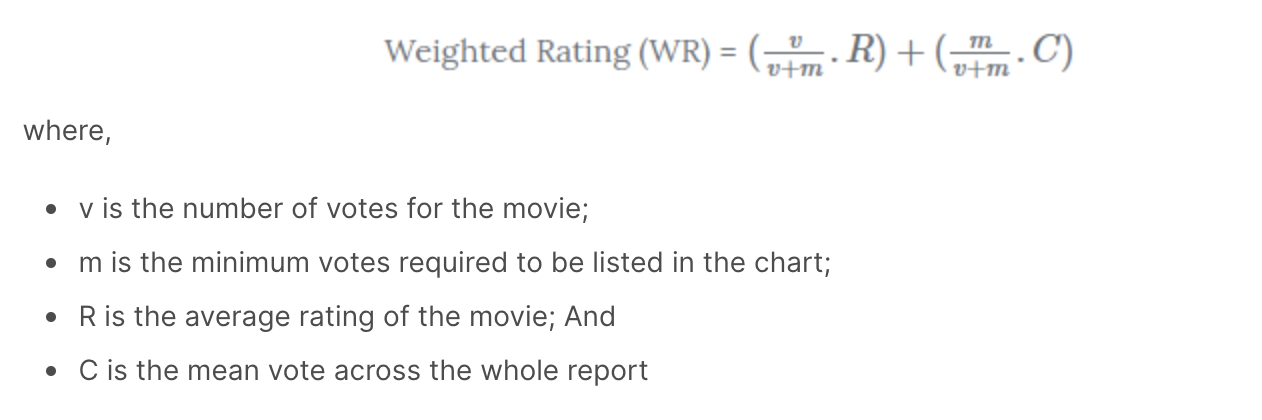 Weighted Rating (WR) = (v/v+m . R) + (m/v+m . C)
where,
• v is the number of votes for the movie;
• m is the minimum votes required to be listed in the chart;
• R is the average rating of the movie; And
• C is the mean vote across the whole report